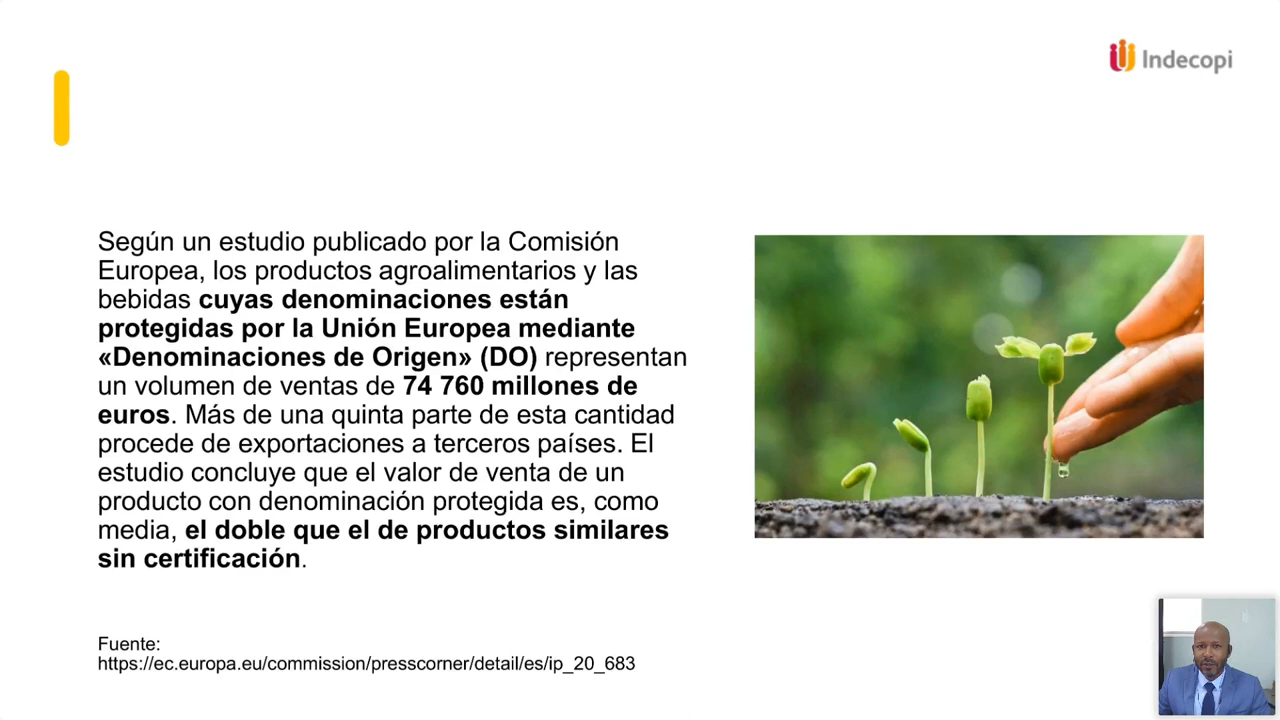 Indecopi
Según un estudio publicado por la Comisión
Europea, los productos agroalimentarios y las
bebidas cuyas denominaciones están
protegidas por la Unión Europea mediante
«Denominaciones de Origen» (DO) representan
un volumen de ventas de 74 760 millones de
euros. Más de una quinta parte de esta cantidad
procede de exportaciones a terceros países. El
estudio concluye que el valor de venta de un
producto con denominación protegida es, como
media, el doble que el de productos similares
sin certificación.
Fuente:
https://ec.europa.eu/commission/presscorner/detail/es/ip_20_683